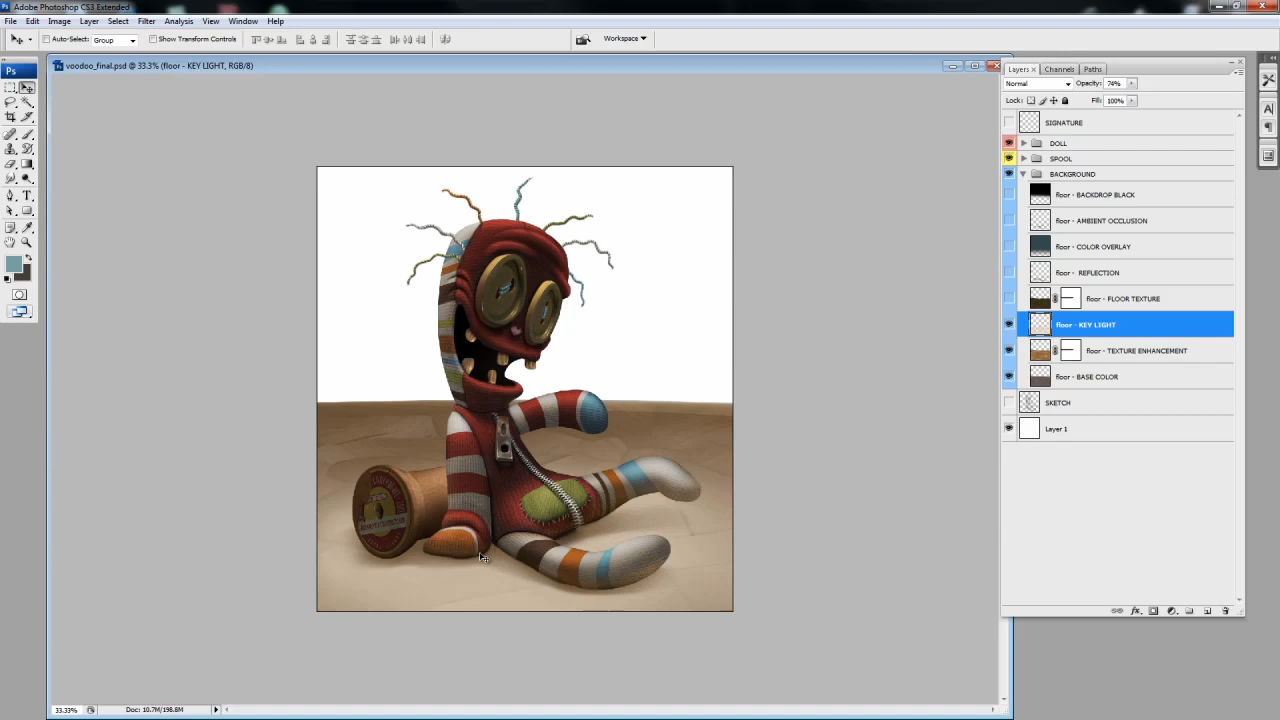 Ps Adobe Photoshop CS3 Extended
File Edit Image Layer Select Filter Analysis View Window Help
Auto-Select: Group Show Transform Controls Workspace
Ps voodoo_final.psd @ 33.3% (floor - KEY LIGHT, RGB/8)
Layers Channels Paths
Normal Opacity: 74%
Lock: Fill: 100%
SIGNATURE
DOLL
SPOOL
BACKGROUND
floor - BACKDROP BLACK
floor - AMBIENT OCCLUSION
floor - COLOR OVERLAY
floor - REFLECTION
floor - FLOOR TEXTURE
floor - KEY LIGHT
floor - TEXTURE ENHANCEMENT
floor - BASE COLOR
SKETCH
Layer 1
33.33% Doc: 10.7M/198.8M